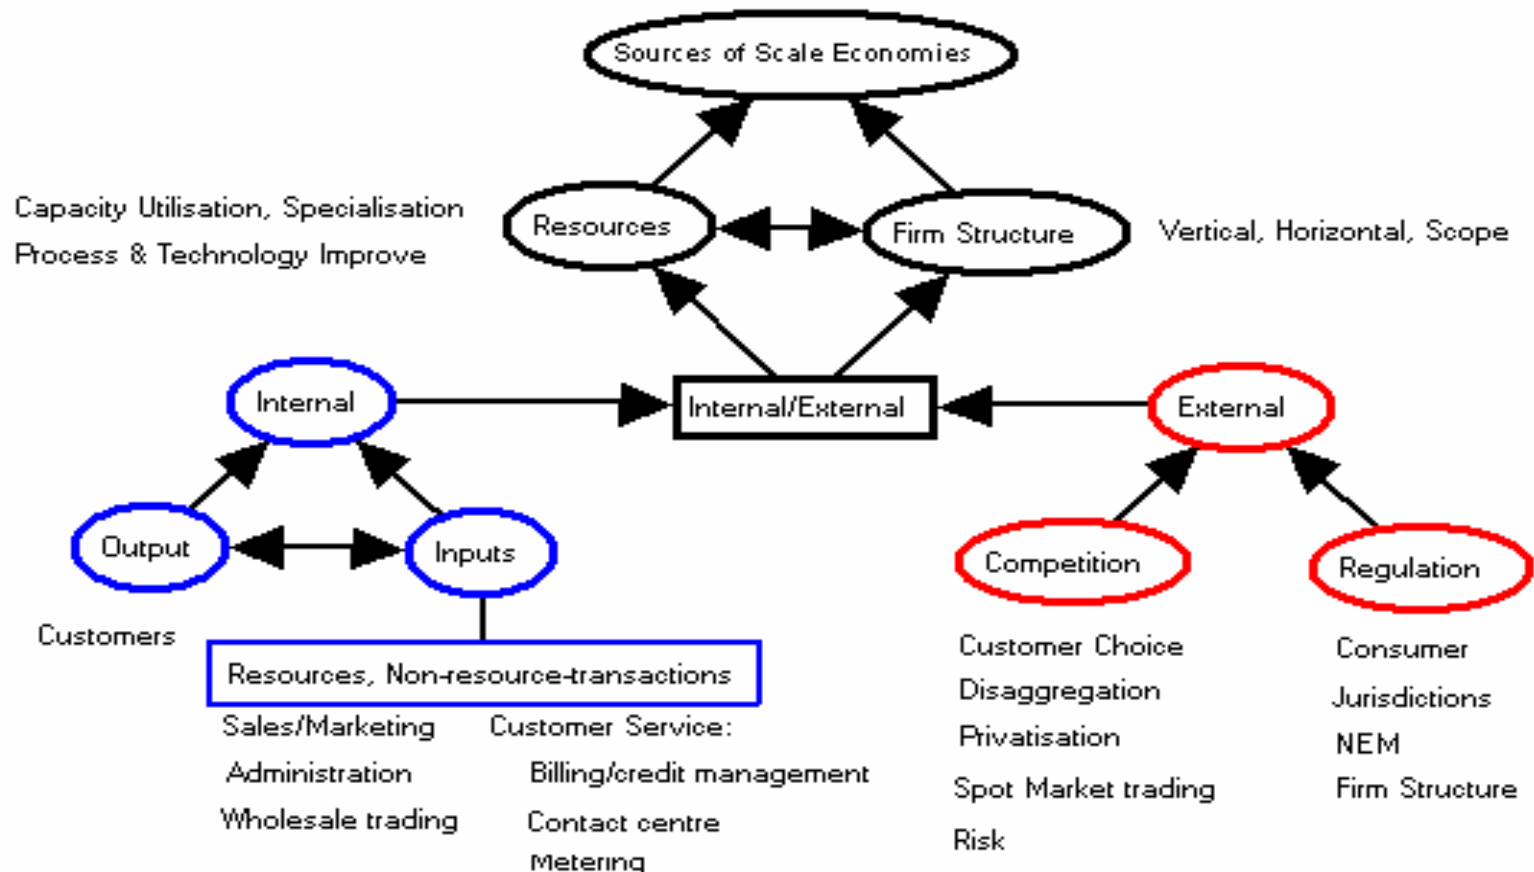 Sources of Scale Economies
Capacity Utilisation, Specialisation
Process & Technology Improve
Resources
Firm Structure
Vertical, Horizontal, Scope
Internal
Internal/External
External
Output
Inputs
Competition
Regulation
Customers
Resources, Non-resource-transactions
Sales/Marketing
Administration
Wholesale trading
Customer Service:
Billing/credit management
Contact centre
Metering
Customer Choice
Disaggregation
Privatisation
Spot Market trading
Risk
Consumer
Jurisdictions
NEM
Firm Structure